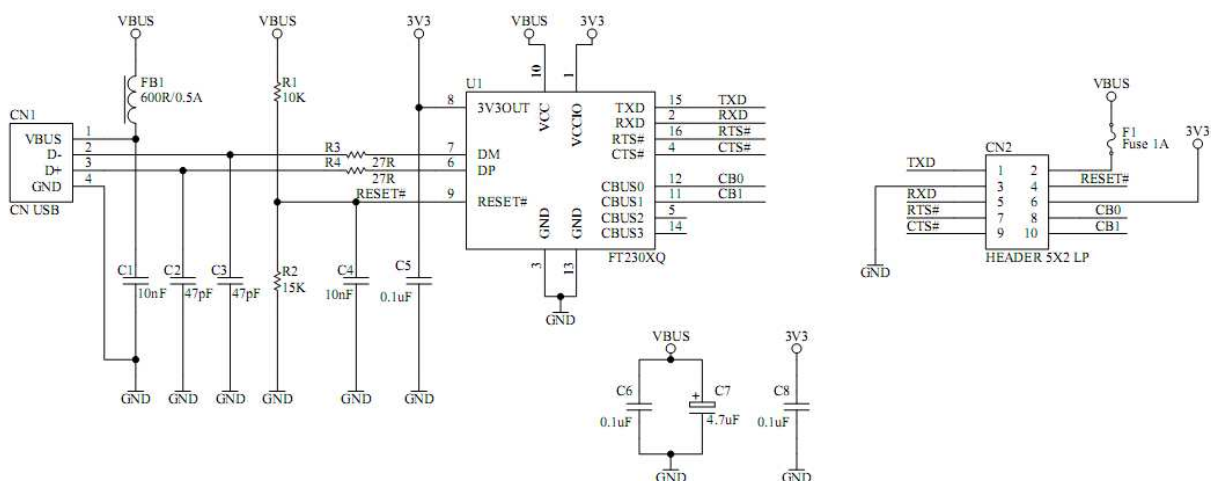 VBUS
FB1
600R/0.5A
CN1
VBUS 1
D- 2
D+ 3
GND 4
CN USB
C1
10nF
C2
47pF
C3
47pF
GND
GND
GND
VBUS
R1
10K
R3
27R
R4
27R
RESET#
R2
15K
C4
10nF
GND
GND
3V3
C5
0.1uF
GND
VBUS
3V3
10
1
U1
8 3V3OUT
7 DM
6 DP
9 RESET#
VCC
VCCIO
GND
GND
3
13
GND
TXD 15 TXD
RXD 2 RXD
RTS# 16 RTS#
CTS# 4 CTS#
CBUS0 12 CB0
CBUS1 11 CB1
CBUS2 5
CBUS3 14
FT230XQ
VBUS
C6
0.1uF
+
C7
4.7uF
GND
3V3
C8
0.1uF
GND
VBUS
F1
Fuse 1A
3V3
CN2
TXD 1 2
3 4 RESET#
RXD 5 6
RTS# 7 8 CB0
CTS# 9 10 CB1
GND
HEADER 5X2 LP